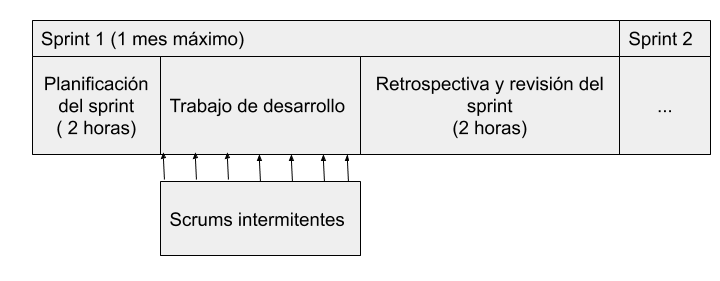 Sprint 1 (1 mes máximo)
Sprint 2
Planificación
del sprint
( 2 horas)
Trabajo de desarrollo
Retrospectiva y revisión del
sprint
(2 horas)
...
Scrums intermitentes